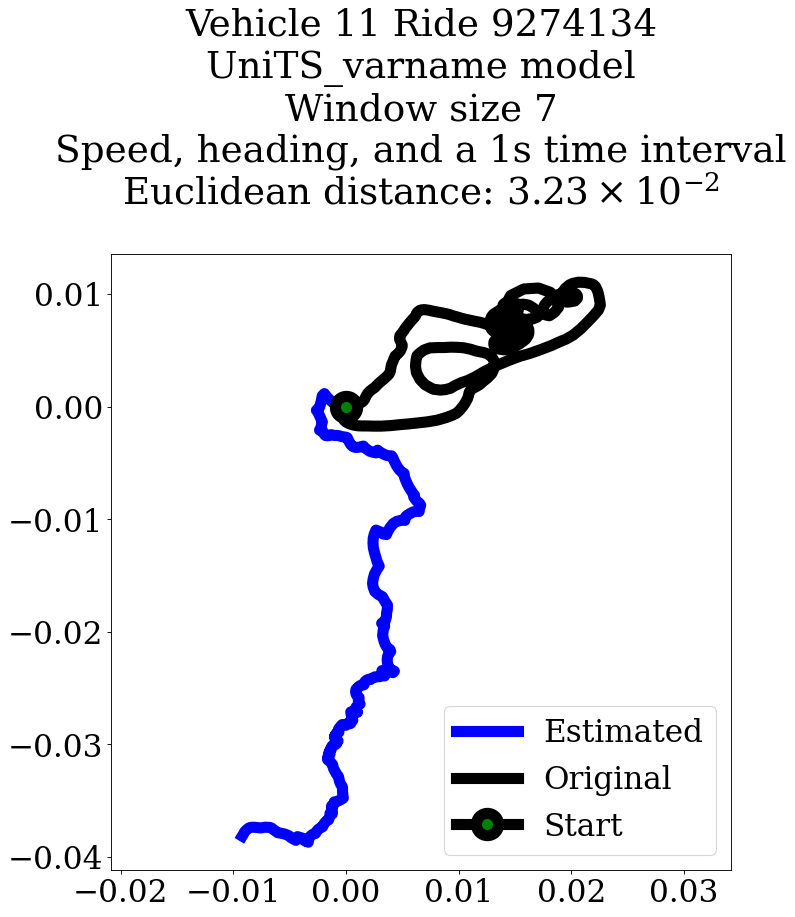 Vehicle 11 Ride 9274134
UniTS_varname model
Window size 7
Speed, heading, and a 1s time interval
Euclidean distance: 3.23 × 10⁻²
0.01
0.00
−0.01
−0.02
−0.03
−0.04
Estimated
Original
Start
−0.02 −0.01 0.00 0.01 0.02 0.03